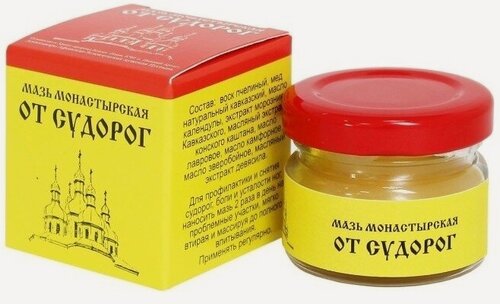 МАЗЬ МОНАСТЫРСКАЯ
ОТ СУДОРОГ
Состав: воск пчелиный, мед
натуральный кавказский, масло
календулы, экстракт морозника
Кавказского, масляный экстракт
конского каштана, масло
лавровое, масло камфорное,
масло зверобойное, масляный
экстракт девясила.
Для профилактики и снятия
судорог, боли и усталости ног
наносить мазь 2 раза в день на
проблемные участки, мягко
втирая и массируя до полного
впитывания.
Применять регулярно.
МАЗЬ МОНАСТЫРСКАЯ
ОТ СУДОРОГ